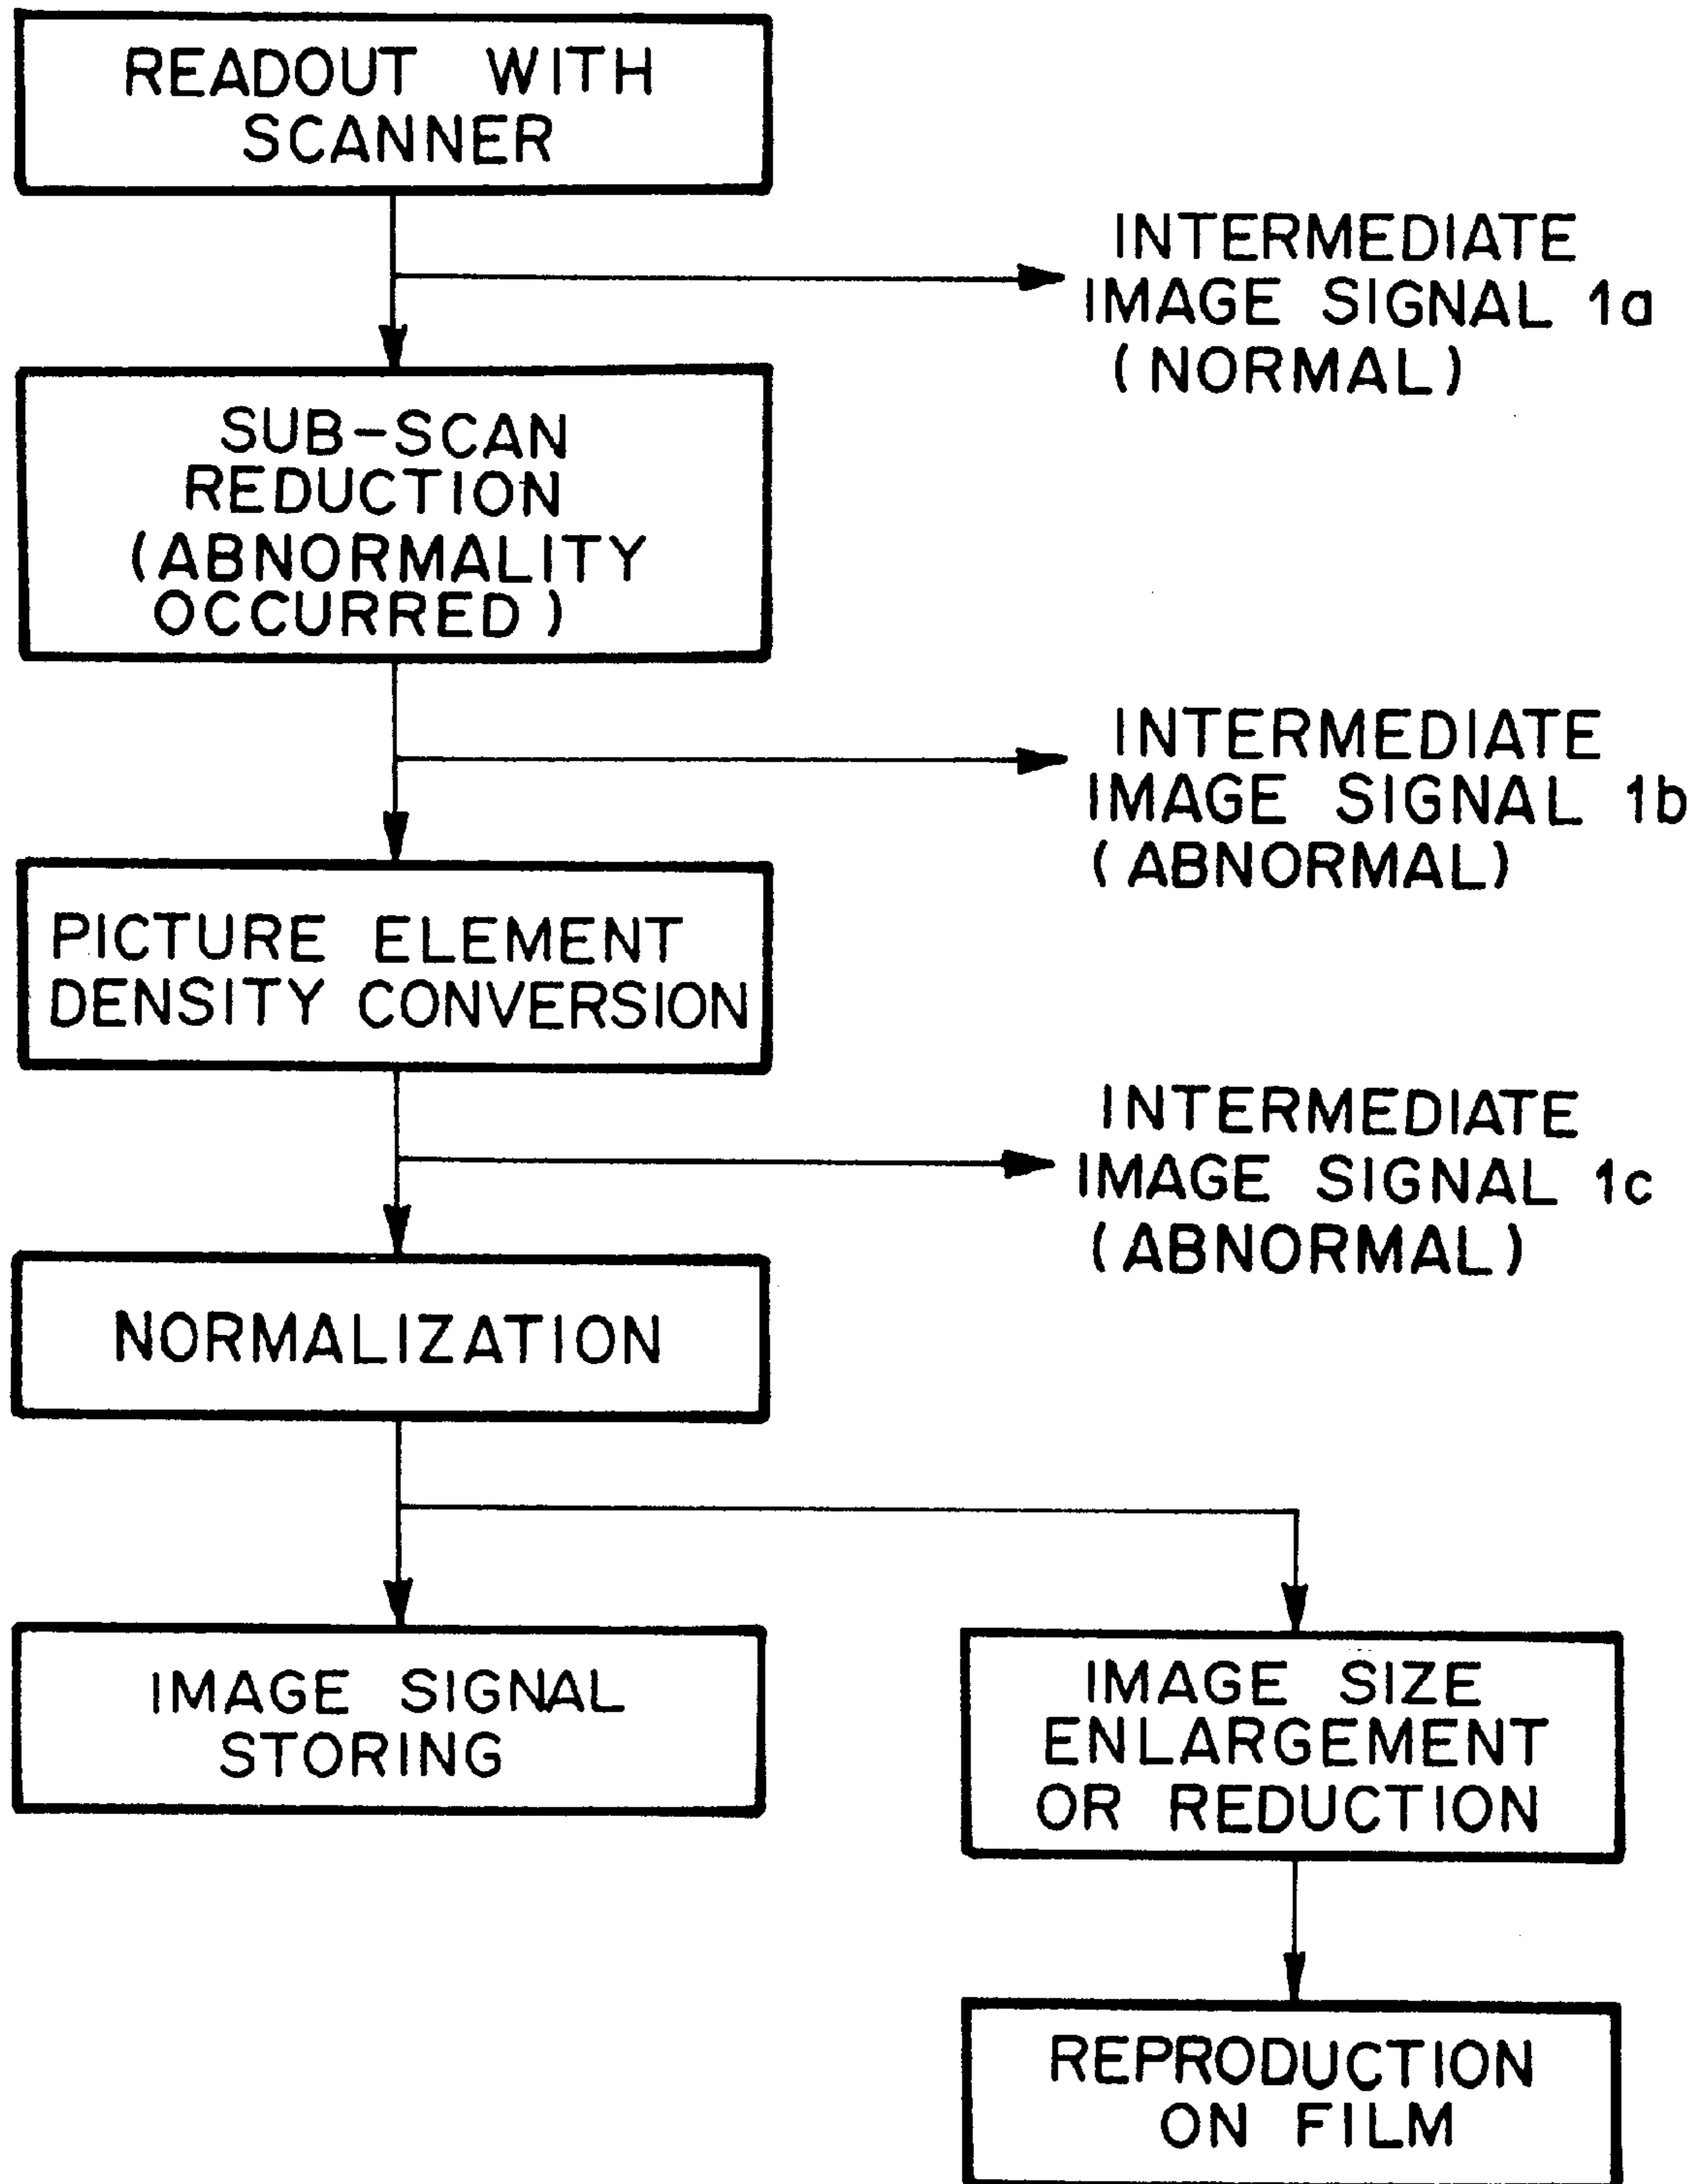 READOUT WITH
SCANNER
INTERMEDIATE
IMAGE SIGNAL 1a
(NORMAL)
SUB-SCAN
REDUCTION
(ABNORMALITY
OCCURRED)
INTERMEDIATE
IMAGE SIGNAL 1b
(ABNORMAL)
PICTURE ELEMENT
DENSITY CONVERSION
INTERMEDIATE
IMAGE SIGNAL 1c
(ABNORMAL)
NORMALIZATION
IMAGE SIGNAL
STORING
IMAGE SIZE
ENLARGEMENT
OR REDUCTION
REPRODUCTION
ON FILM